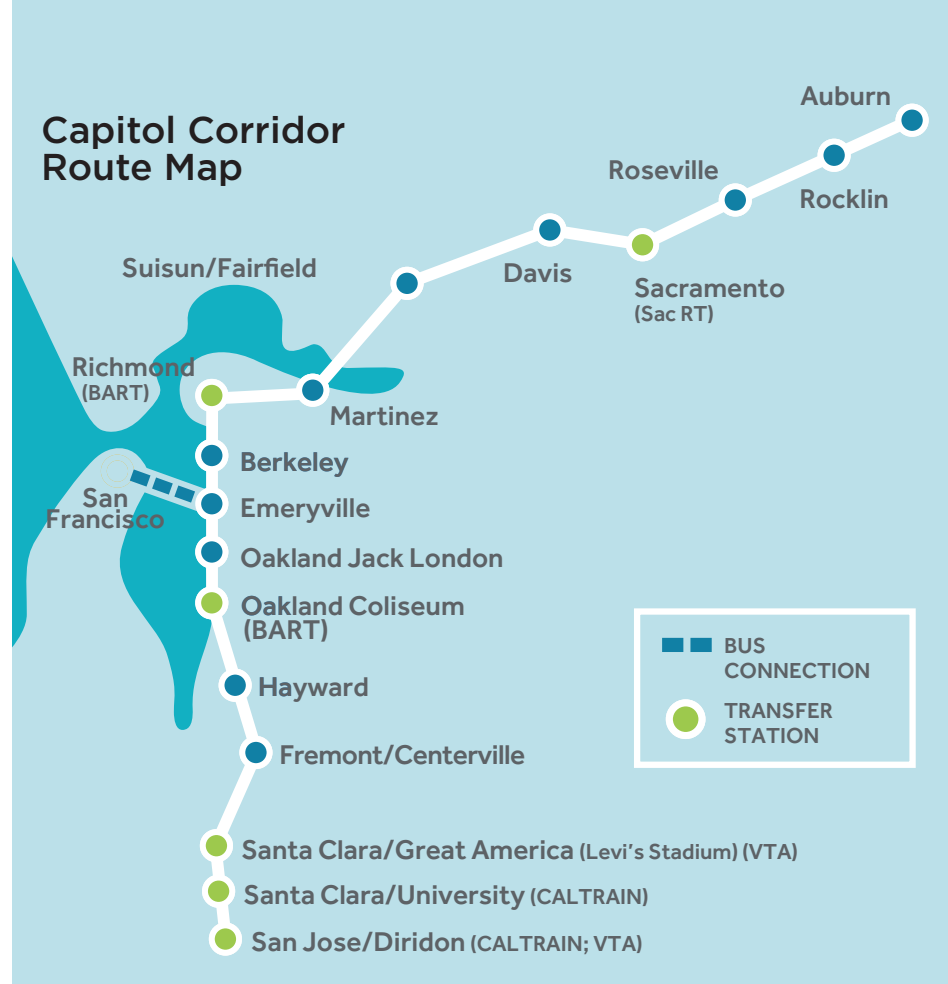 Capitol Corridor
Route Map
Auburn
Roseville
Rocklin
Suisun/Fairfield
Davis
Sacramento
(Sac RT)
Richmond
(BART)
Martinez
Berkeley
San
Francisco
Emeryville
Oakland Jack London
Oakland Coliseum
(BART)
BUS
CONNECTION
Hayward
TRANSFER
STATION
Fremont/Centerville
Santa Clara/Great America (Levi's Stadium) (VTA)
Santa Clara/University (CALTRAIN)
San Jose/Diridon (CALTRAIN; VTA)